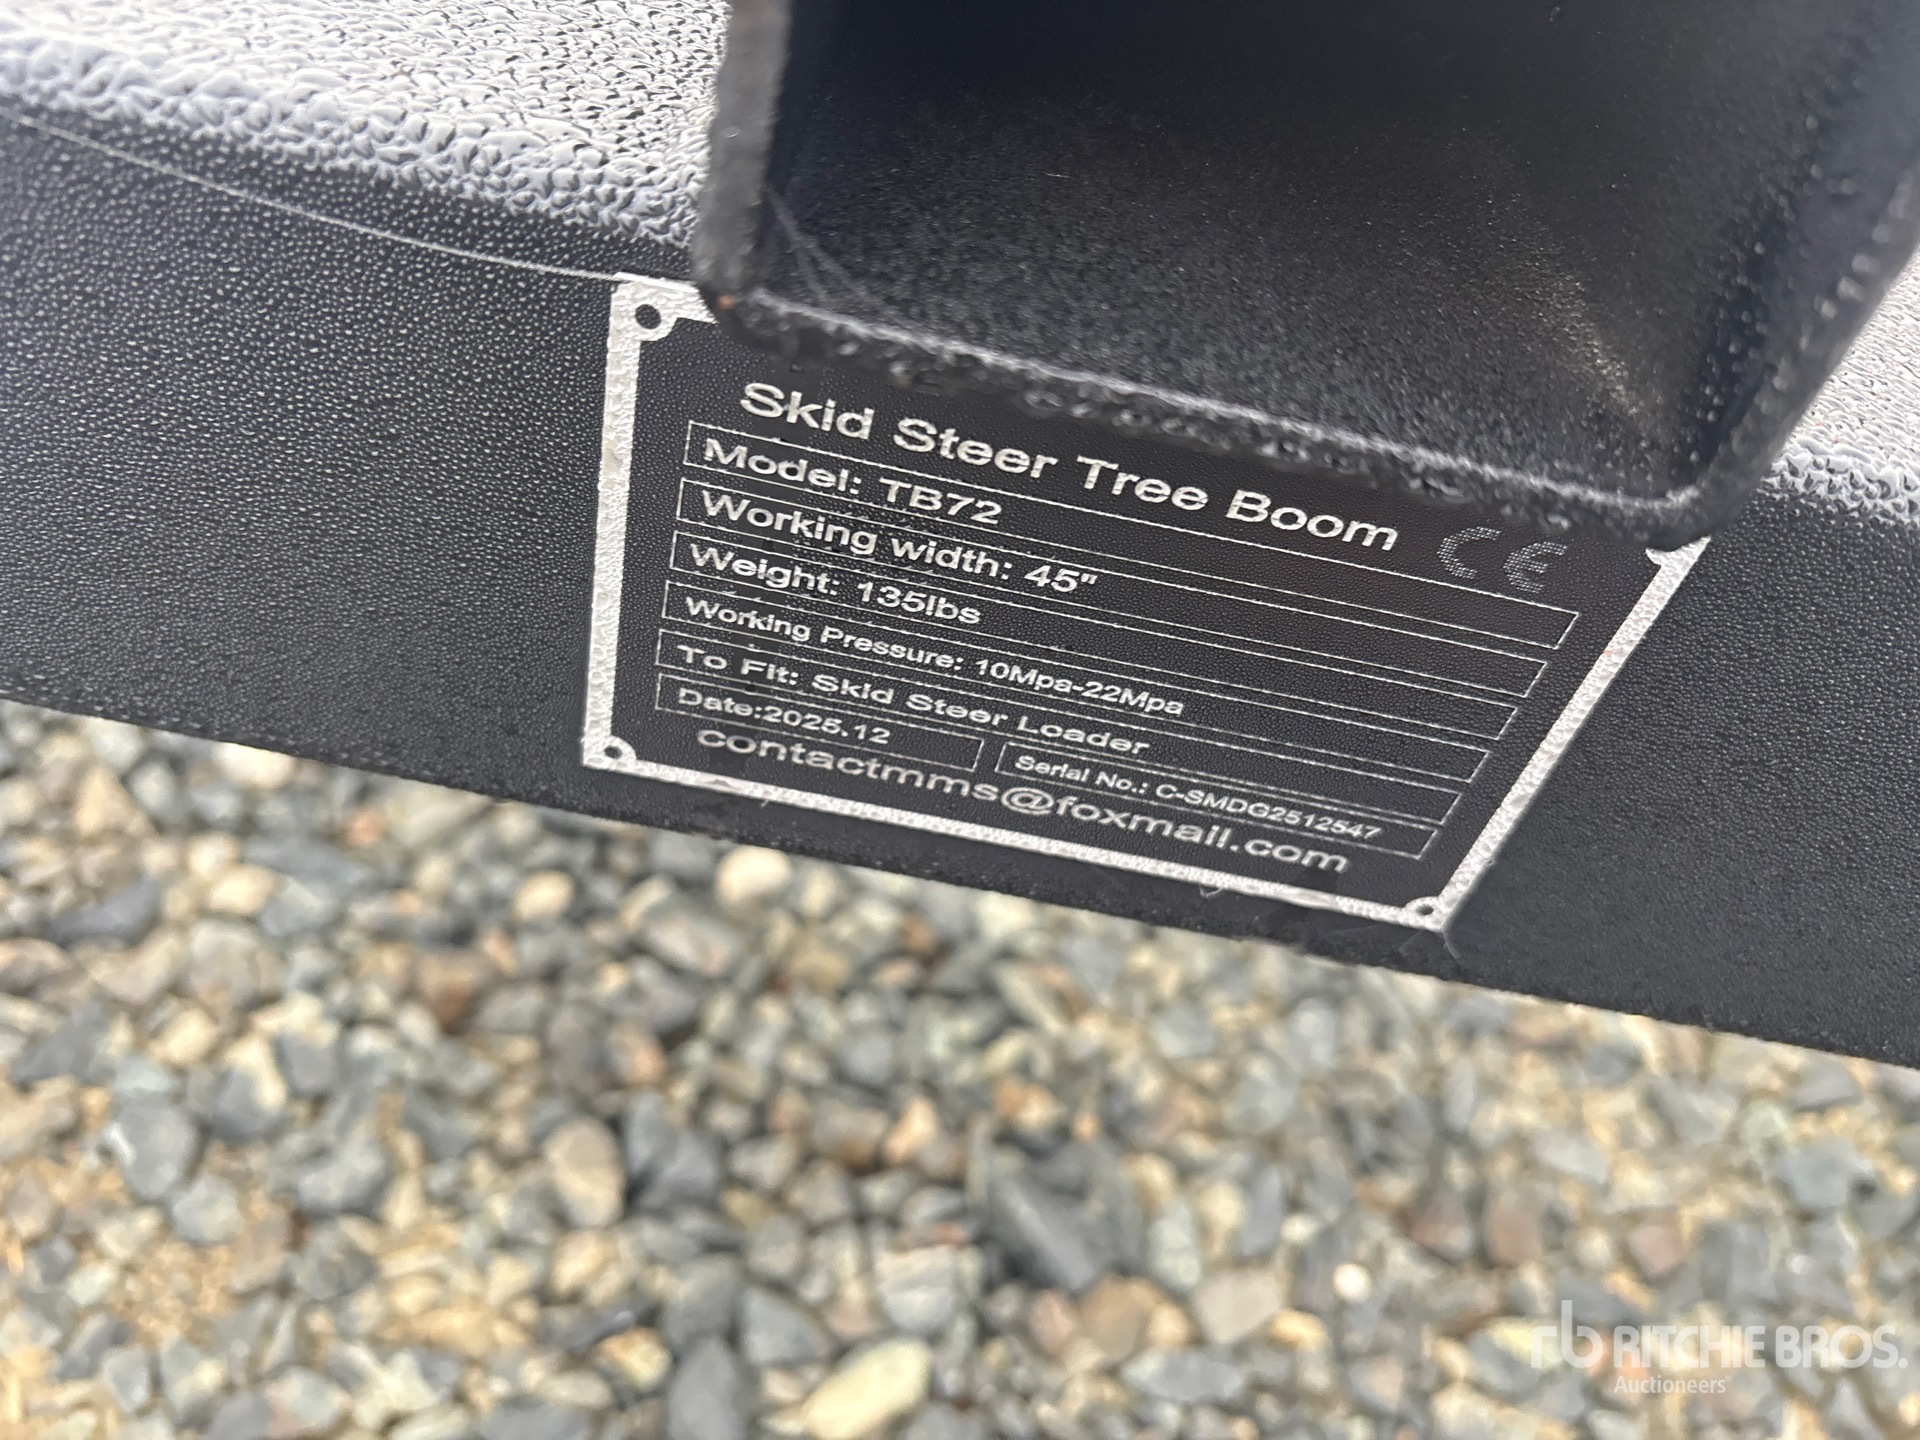 Skid Steer Tree Boom
CE
Model: TB72
Working width: 45"
Weight: 135lbs
Working Pressure: 10Mpa-22Mpa
To Fit: Skid Steer Loader
Date:2025.12
Serial No.: C-SMDG2512547
contactmms@foxmail.com
rb RITCHIE BROS.
Auctioneers